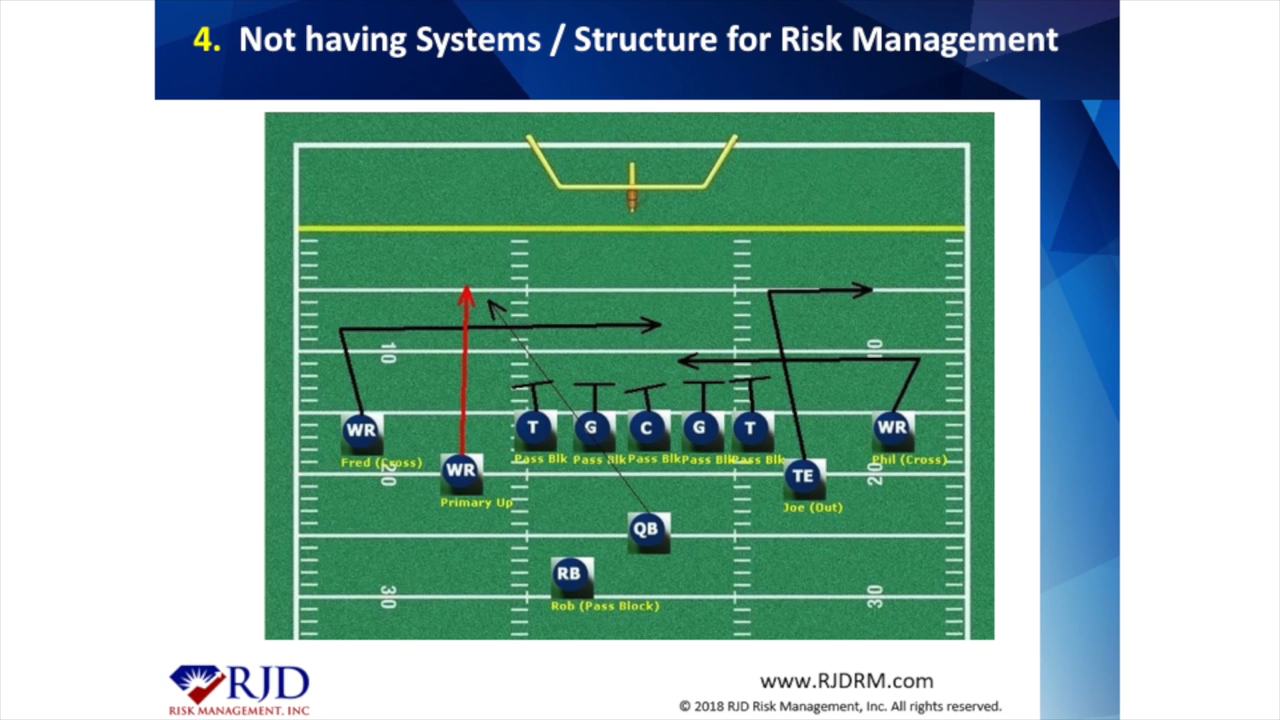 4. Not having Systems / Structure for Risk Management
10
10
WR
T
G
C
G
T
WR
Fred (Cross)
Pass Blk
Pass Blk
Pass Blk
Pass Blk
Pass Blk
Phil (Cross)
20
WR
TE
20
Primary Up
Joe (Out)
QB
RB
30
30
Rob (Pass Block)
RJD
RISK MANAGEMENT, INC
www.RJDRM.com
© 2018 RJD Risk Management, Inc. All rights reserved.